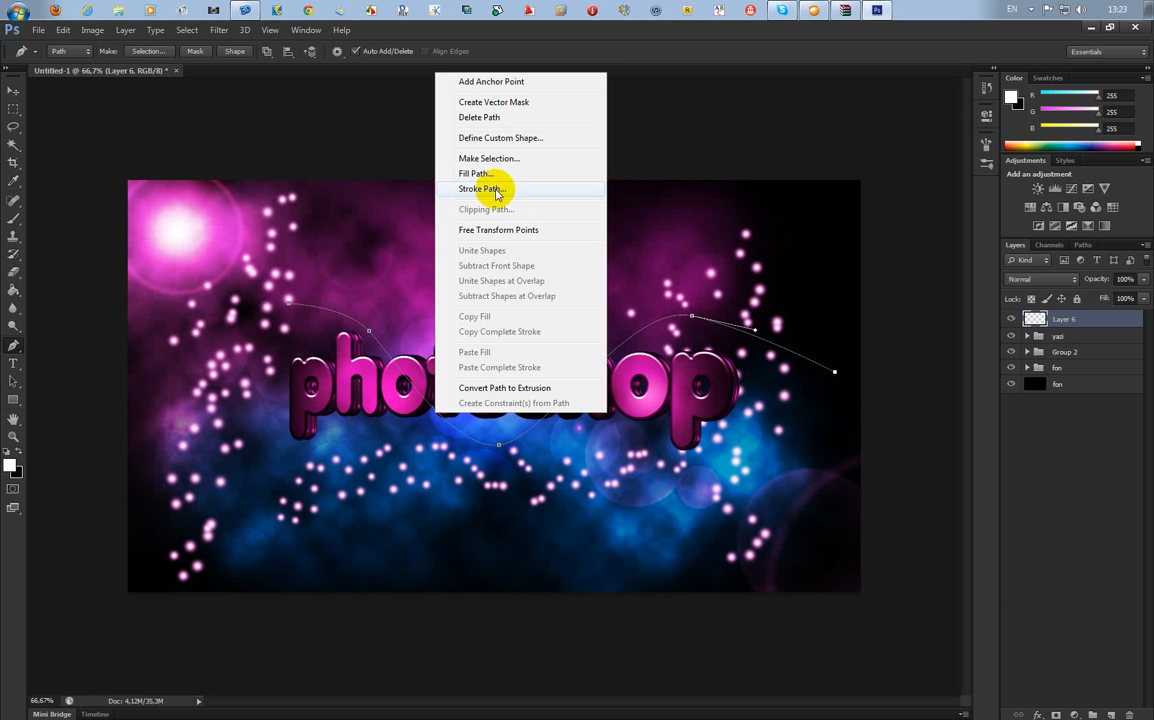 EN
13:23
Ps File Edit Image Layer Type Select Filter 3D View Window Help
Path Make: Selection... Mask Shape Auto Add/Delete Align Edges Essentials
Untitled-1 @ 66,7% (Layer 6, RGB/8) * ×
Add Anchor Point
Create Vector Mask
Delete Path
Define Custom Shape...
Make Selection...
Fill Path...
Stroke Path...
Clipping Path...
Free Transform Points
Unite Shapes
Subtract Front Shape
Unite Shapes at Overlap
Subtract Shapes at Overlap
Copy Fill
Copy Complete Stroke
Paste Fill
Paste Complete Stroke
Convert Path to Extrusion
Create Constraint(s) from Path
Color Swatches
R 255
G 255
B 255
Adjustments Styles
Add an adjustment
Layers Channels Paths
Kind
Normal Opacity: 100%
Lock: Fill: 100%
Layer 6
yazi
Group 2
fon
fon
66,67% Doc: 4,12M/35,3M
Mini Bridge Timeline